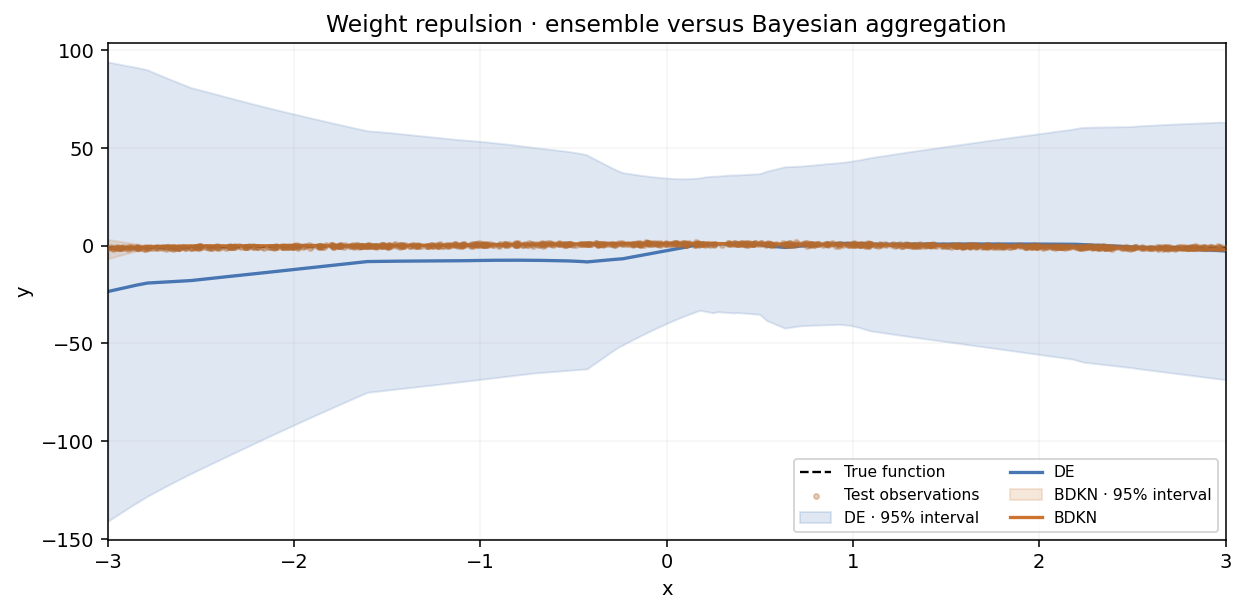 Weight repulsion · ensemble versus Bayesian aggregation
100
50
0
−50
−100
−150
y
−3
−2
−1
0
1
2
3
x
True function
Test observations
DE · 95% interval
DE
BDKN · 95% interval
BDKN